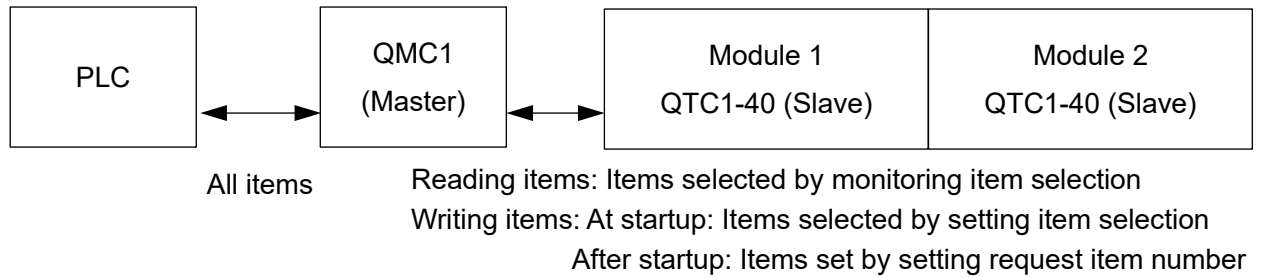 PLC
QMC1
(Master)
Module 1
QTC1-40 (Slave)
Module 2
QTC1-40 (Slave)
All items
Reading items: Items selected by monitoring item selection
Writing items: At startup: Items selected by setting item selection
After startup: Items set by setting request item number